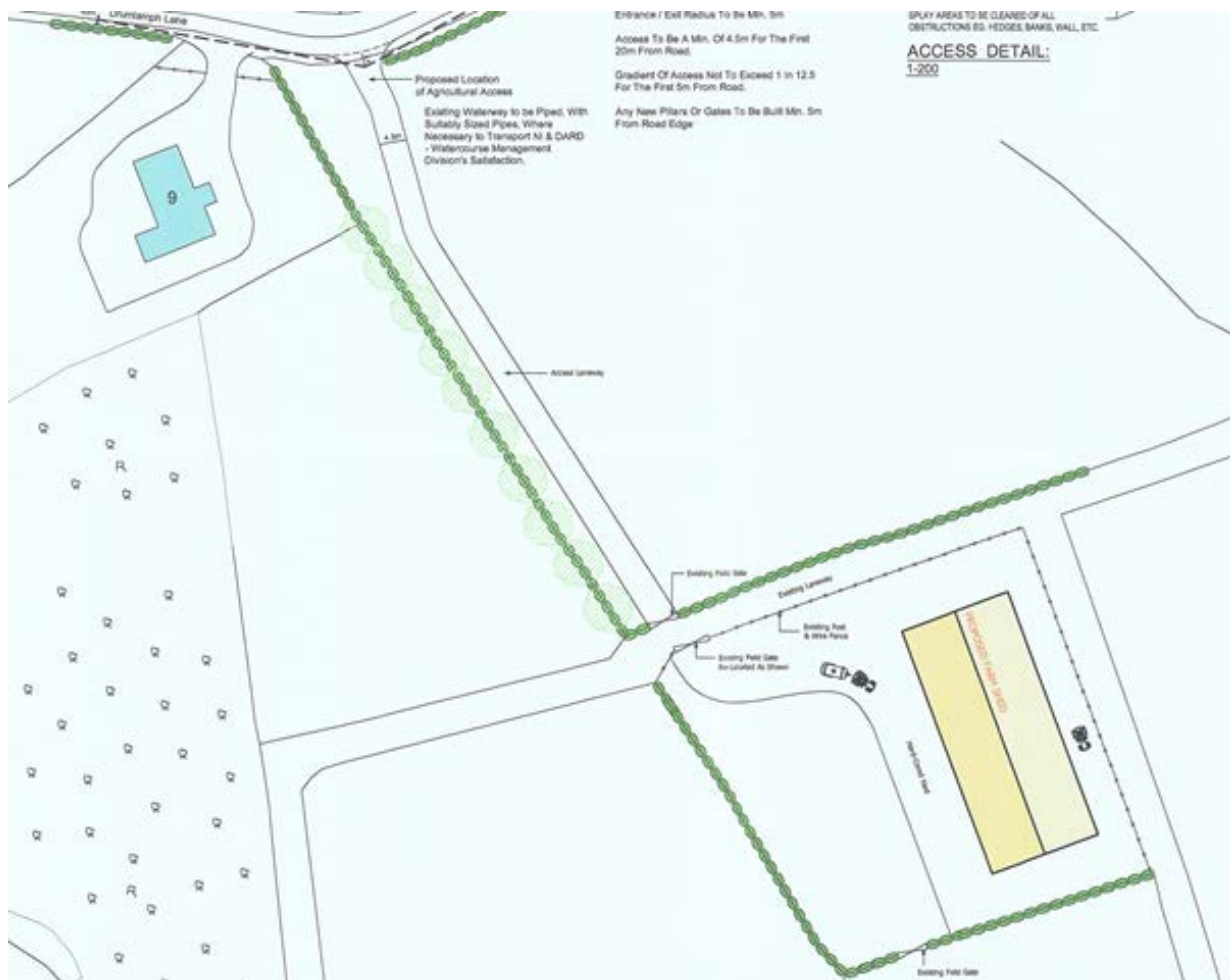 Drumlamph Lane
Entrance / Exit Radius To Be Min. 5m
Access To Be A Min. Of 4.5m For The First
20m From Road.
Gradient Of Access Not To Exceed 1 In 12.5
For The First 5m From Road.
Any New Pillars Or Gates To Be Built Min. 5m
From Road Edge
SPLAY AREAS TO BE CLEARED OF ALL
OBSTRUCTIONS EG. HEDGES, BANKS, WALL, ETC.
ACCESS DETAIL:
1-200
Proposed Location
of Agricultural Access
Existing Waterway to be Piped, With
Suitably Sized Pipes, Where
Necessary to Transport NI & DARD
- Watercourse Management
Division's Satisfaction.
9
Access Laneway
Existing Field Gate
Existing Laneway
Existing Post
& Wire Fence
Existing Field Gate
Re-Located As Shown
PROPOSED FARM SHED
Hard-Cored Yard
Existing Field Gate